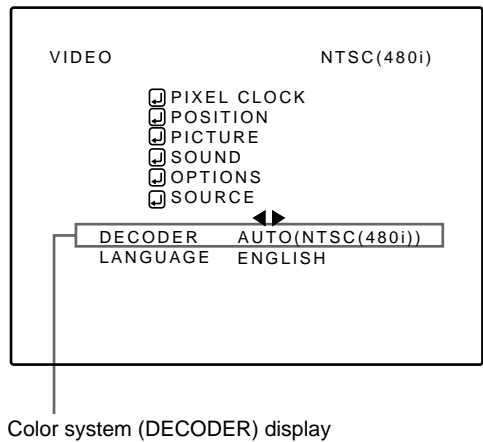 VIDEO NTSC(480i)
PIXEL CLOCK
POSITION
PICTURE
SOUND
OPTIONS
SOURCE
DECODER AUTO(NTSC(480i))
LANGUAGE ENGLISH
Color system (DECODER) display